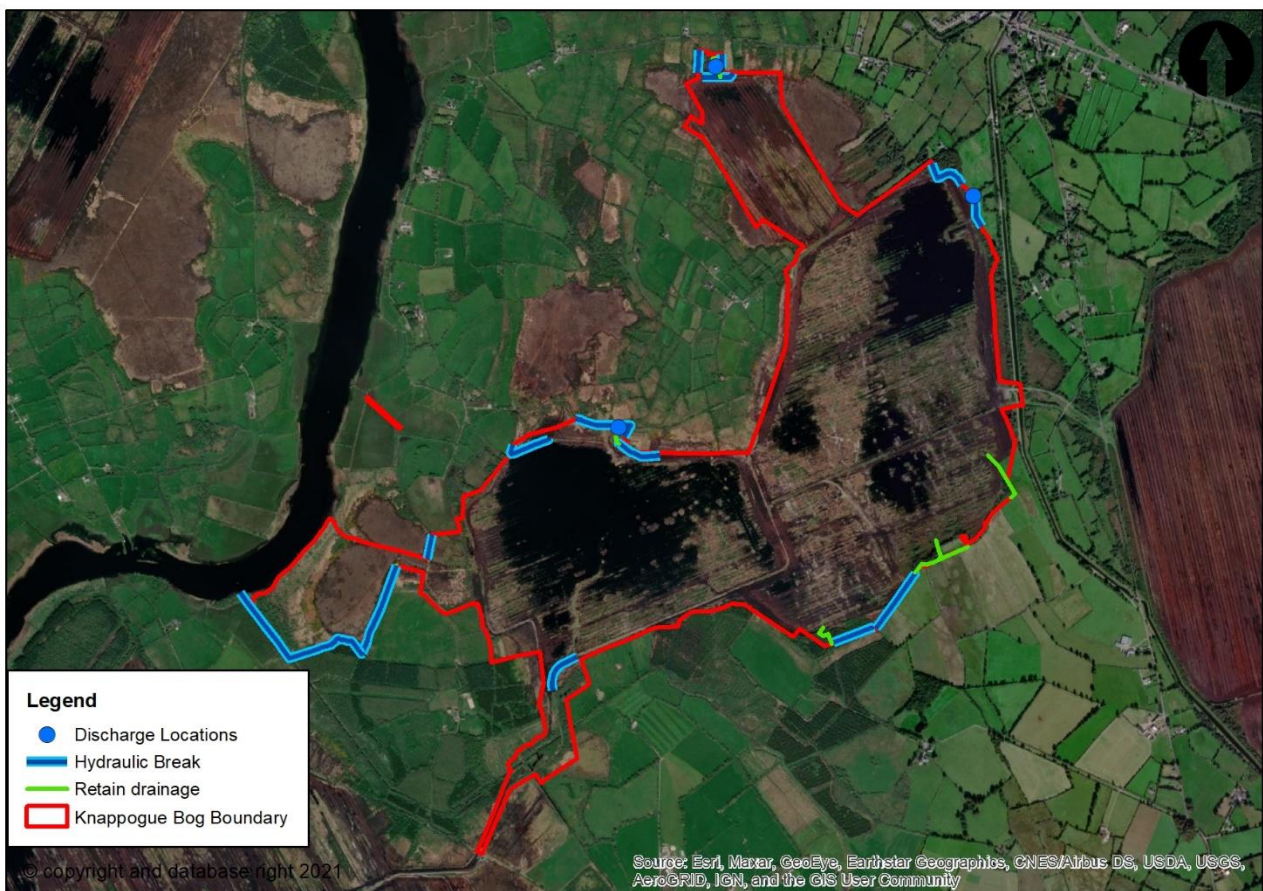 Legend
Discharge Locations
Hydraulic Break
Retain drainage
Knappogue Bog Boundary
© copyright and database right 2021
Source: Esri, Maxar, GeoEye, Earthstar Geographics, CNES/Airbus DS, USDA, USGS,
AeroGRID, IGN, and the GIS User Community